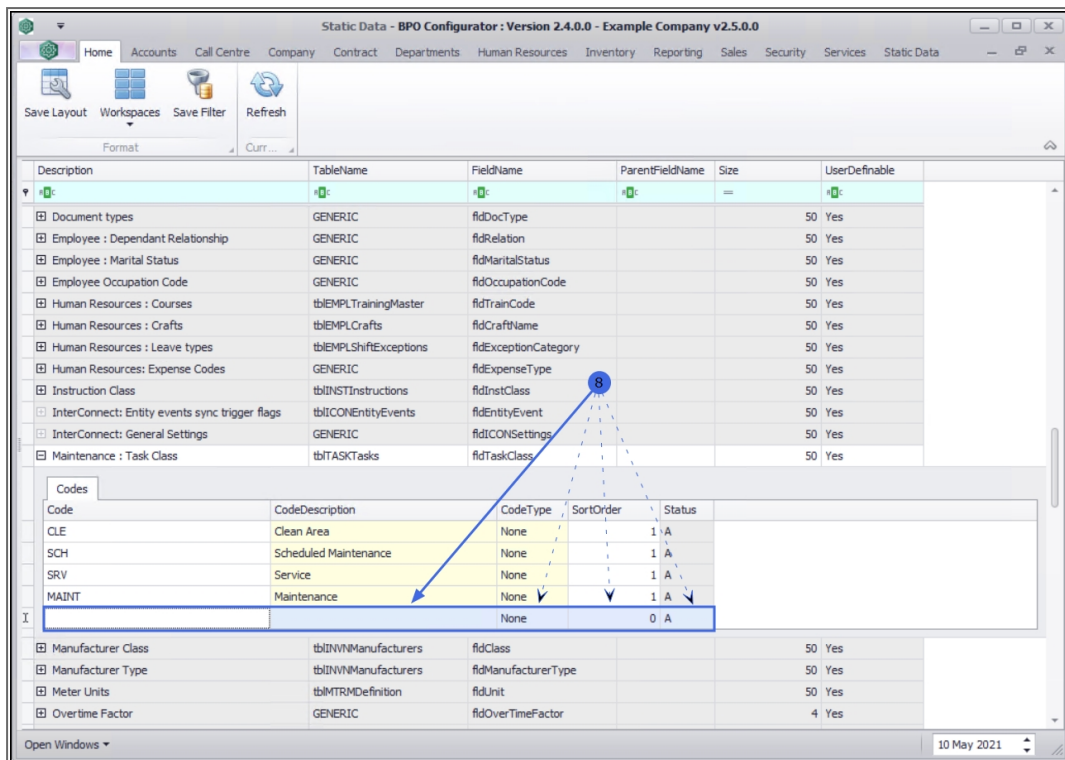 Static Data - BPO Configurator : Version 2.4.0.0 - Example Company v2.5.0.0
Home Accounts Call Centre Company Contract Departments Human Resources Inventory Reporting Sales Security Services Static Data
Save Layout Workspaces Save Filter Refresh
Format Curr...
Description TableName FieldName ParentFieldName Size UserDefinable
=
Document types GENERIC fldDocType 50 Yes
Employee : Dependant Relationship GENERIC fldRelation 50 Yes
Employee : Marital Status GENERIC fldMaritalStatus 50 Yes
Employee Occupation Code GENERIC fldOccupationCode 50 Yes
Human Resources : Courses tblEMPLTrainingMaster fldTrainCode 50 Yes
Human Resources : Crafts tblEMPLCrafts fldCraftName 50 Yes
Human Resources : Leave types tblEMPLShiftExceptions fldExceptionCategory 50 Yes
Human Resources: Expense Codes GENERIC fldExpenseType 50 Yes
8
Instruction Class tblINSTInstructions fldInstClass 50 Yes
InterConnect: Entity events sync trigger flags tblICONEntityEvents fldEntityEvent 50 Yes
InterConnect: General Settings GENERIC fldICONSettings 50 Yes
Maintenance : Task Class tblTASKTasks fldTaskClass 50 Yes
Codes
Code CodeDescription CodeType SortOrder Status
CLE Clean Area None 1 A
SCH Scheduled Maintenance None 1 A
SRV Service None 1 A
MAINT Maintenance None 1 A
None 0 A
Manufacturer Class tblINVNManufacturers fldClass 50 Yes
Manufacturer Type tblINVNManufacturers fldManufacturerType 50 Yes
Meter Units tblMTRMDefinition fldUnit 50 Yes
Overtime Factor GENERIC fldOverTimeFactor 4 Yes
Open Windows 10 May 2021